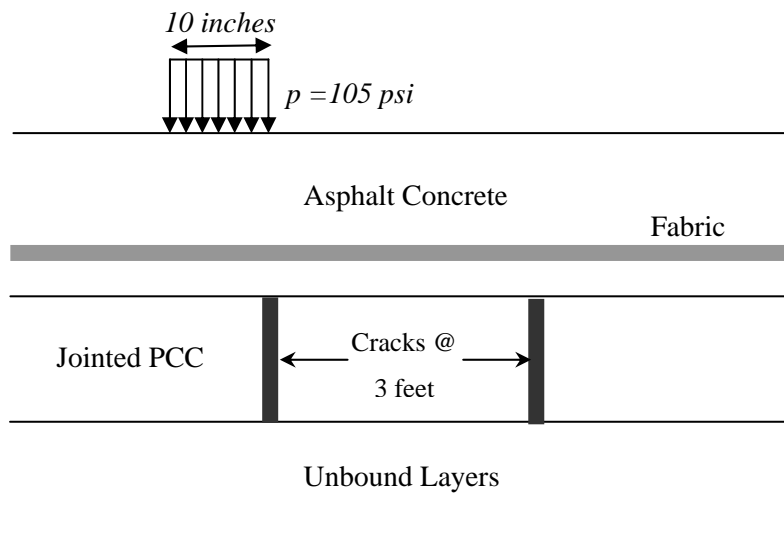 10 inches
p =105 psi
Asphalt Concrete
Fabric
Jointed PCC
Cracks @
3 feet
Unbound Layers